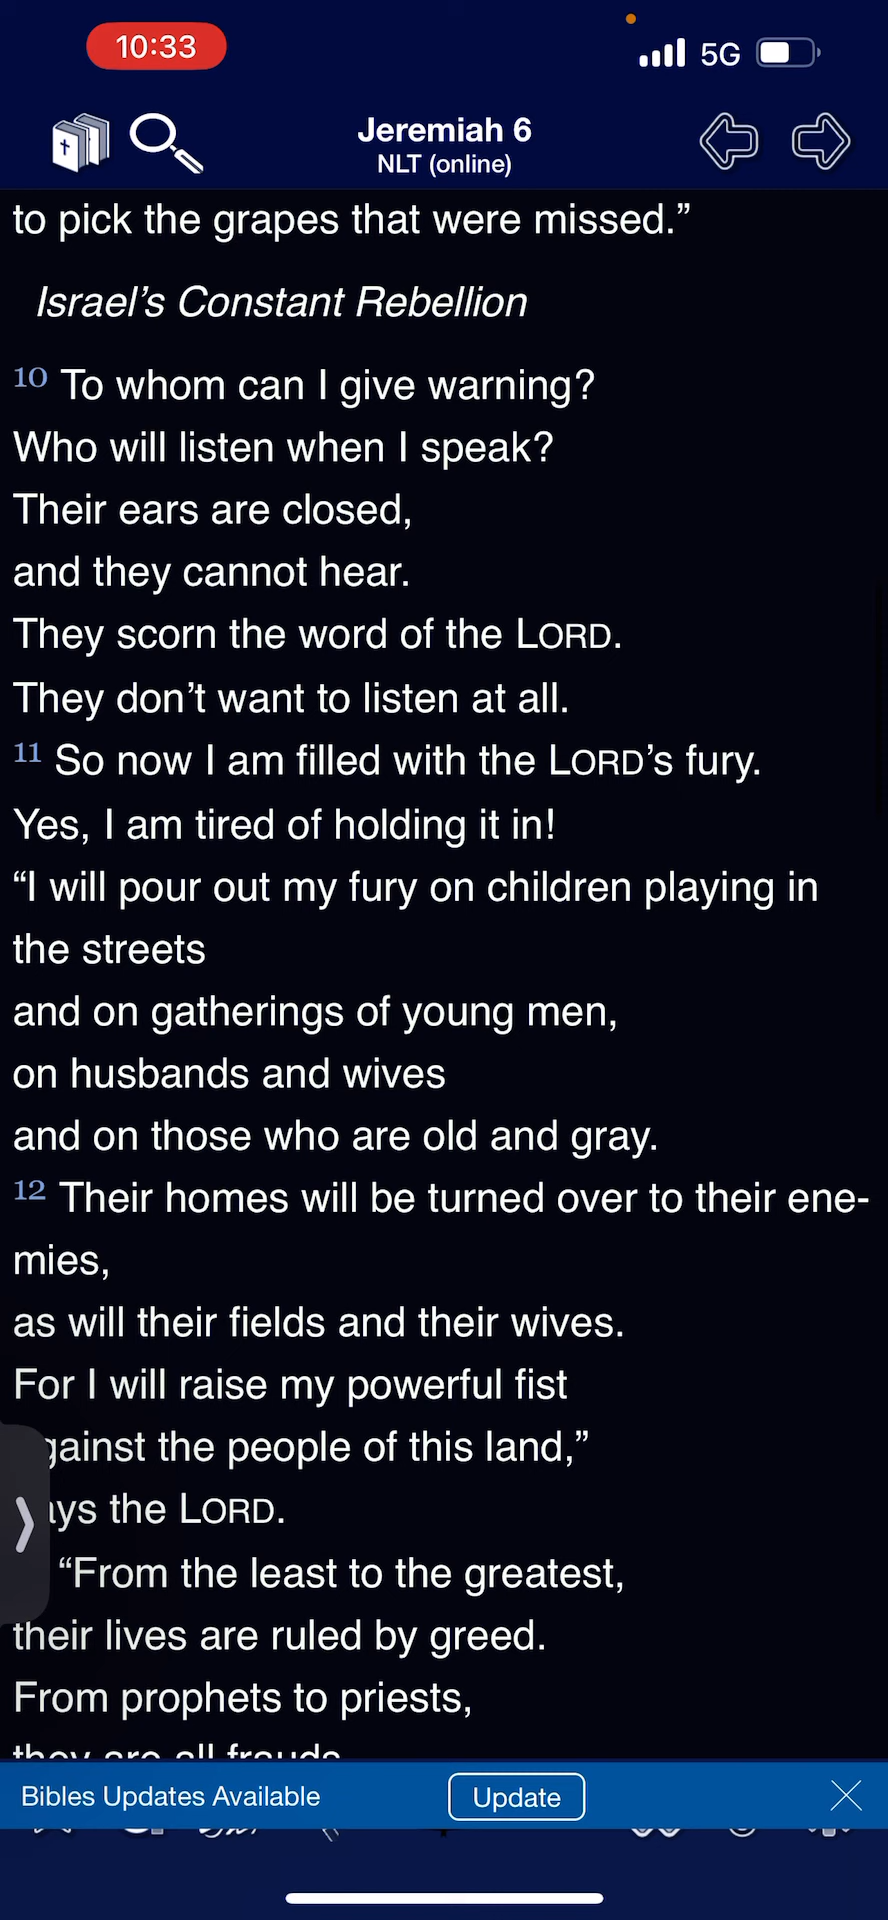 10:33
5G
Jeremiah 6
NLT (online)
to pick the grapes that were missed.”
Israel’s Constant Rebellion
10 To whom can I give warning?
Who will listen when I speak?
Their ears are closed,
and they cannot hear.
They scorn the word of the LORD.
They don’t want to listen at all.
11 So now I am filled with the LORD’s fury.
Yes, I am tired of holding it in!
“I will pour out my fury on children playing in
the streets
and on gatherings of young men,
on husbands and wives
and on those who are old and gray.
12 Their homes will be turned over to their ene-
mies,
as will their fields and their wives.
For I will raise my powerful fist
gainst the people of this land,”
ys the LORD.
“From the least to the greatest,
their lives are ruled by greed.
From prophets to priests,
they are all frauds
Bibles Updates Available
Update